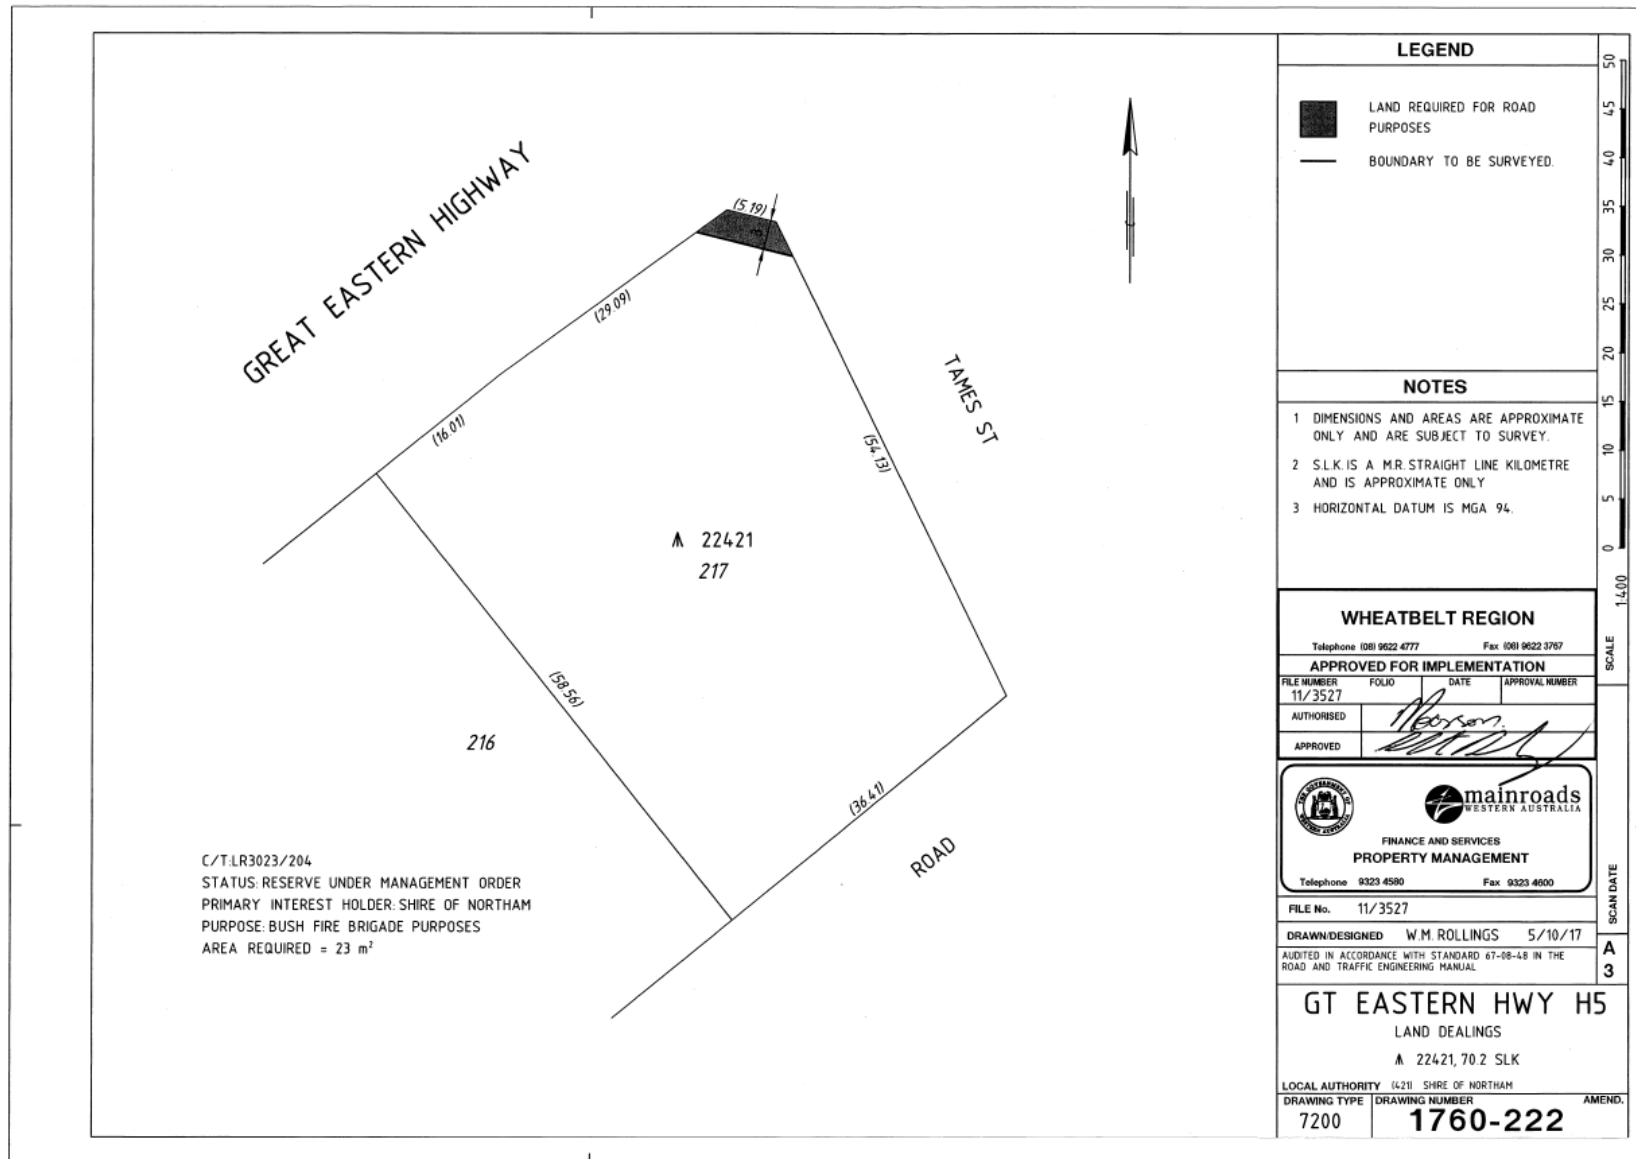 GREAT EASTERN HIGHWAY
(5.19)
3
(29.09)
(16.01)
TAMES ST
(54.13)
22421
217
(58.56)
216
(36.41)
ROAD
C/T:LR3023/204
STATUS: RESERVE UNDER MANAGEMENT ORDER
PRIMARY INTEREST HOLDER: SHIRE OF NORTHAM
PURPOSE: BUSH FIRE BRIGADE PURPOSES
AREA REQUIRED = 23 m²
LEGEND
LAND REQUIRED FOR ROAD
PURPOSES
BOUNDARY TO BE SURVEYED.
NOTES
1 DIMENSIONS AND AREAS ARE APPROXIMATE
ONLY AND ARE SUBJECT TO SURVEY.
2 S.L.K. IS A M.R. STRAIGHT LINE KILOMETRE
AND IS APPROXIMATE ONLY
3 HORIZONTAL DATUM IS MGA 94.
WHEATBELT REGION
Telephone (08) 9622 4777 Fax (08) 9622 3767
APPROVED FOR IMPLEMENTATION
FILE NUMBER FOLIO DATE APPROVAL NUMBER
11/3527
AUTHORISED
APPROVED
THE GOVERNMENT OF
WESTERN AUSTRALIA
mainroads
WESTERN AUSTRALIA
FINANCE AND SERVICES
PROPERTY MANAGEMENT
Telephone 9323 4580 Fax 9323 4600
FILE No. 11/3527
DRAWN/DESIGNED W.M. ROLLINGS 5/10/17
AUDITED IN ACCORDANCE WITH STANDARD 67-08-48 IN THE
ROAD AND TRAFFIC ENGINEERING MANUAL
GT EASTERN HWY H5
LAND DEALINGS
22421, 70.2 SLK
LOCAL AUTHORITY (421) SHIRE OF NORTHAM
DRAWING TYPE DRAWING NUMBER AMEND.
7200 1760-222
50
45
40
35
30
25
20
15
10
5
0
1:400
SCALE
SCAN DATE
A
3